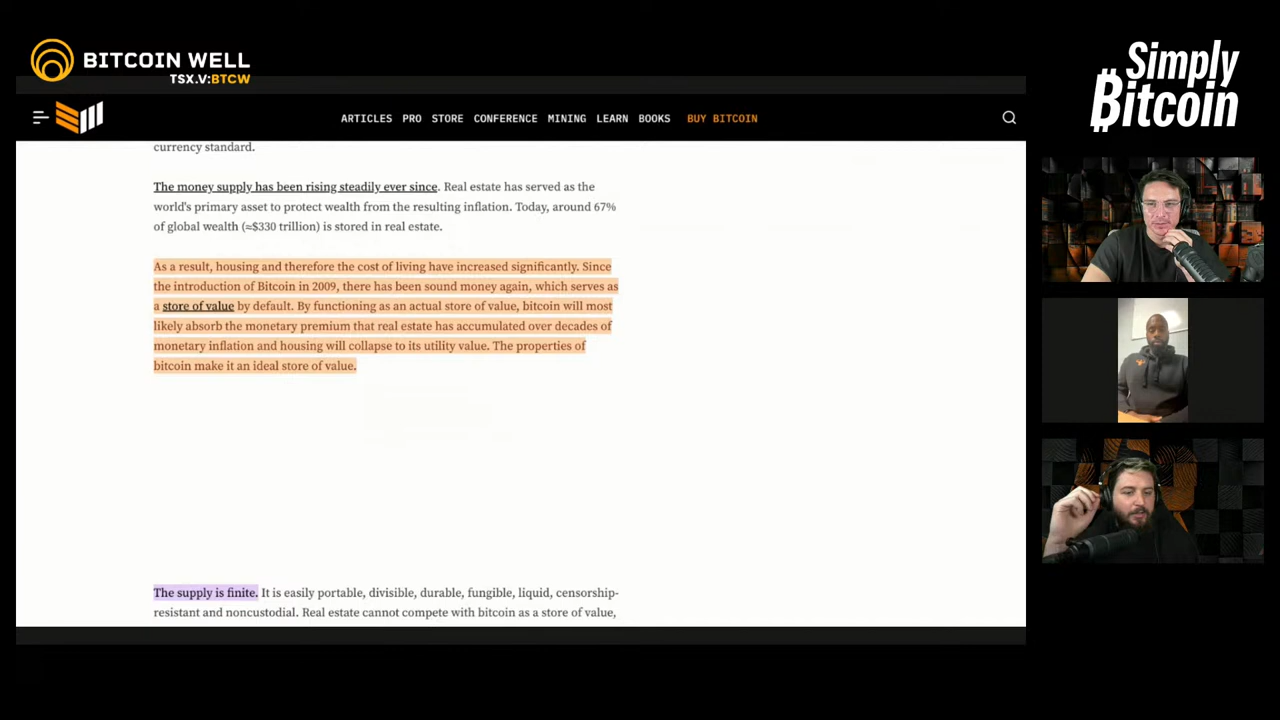 BITCOIN WELL
TSX.V:BTCW
Simply
Bitcoin
ARTICLES PRO STORE CONFERENCE MINING LEARN BOOKS BUY BITCOIN
currency standard.
The money supply has been rising steadily ever since. Real estate has served as the
world's primary asset to protect wealth from the resulting inflation. Today, around 67%
of global wealth (≈$330 trillion) is stored in real estate.
As a result, housing and therefore the cost of living have increased significantly. Since
the introduction of Bitcoin in 2009, there has been sound money again, which serves as
a store of value by default. By functioning as an actual store of value, bitcoin will most
likely absorb the monetary premium that real estate has accumulated over decades of
monetary inflation and housing will collapse to its utility value. The properties of
bitcoin make it an ideal store of value.
The supply is finite. It is easily portable, divisible, durable, fungible, liquid, censorship-
resistant and noncustodial. Real estate cannot compete with bitcoin as a store of value,